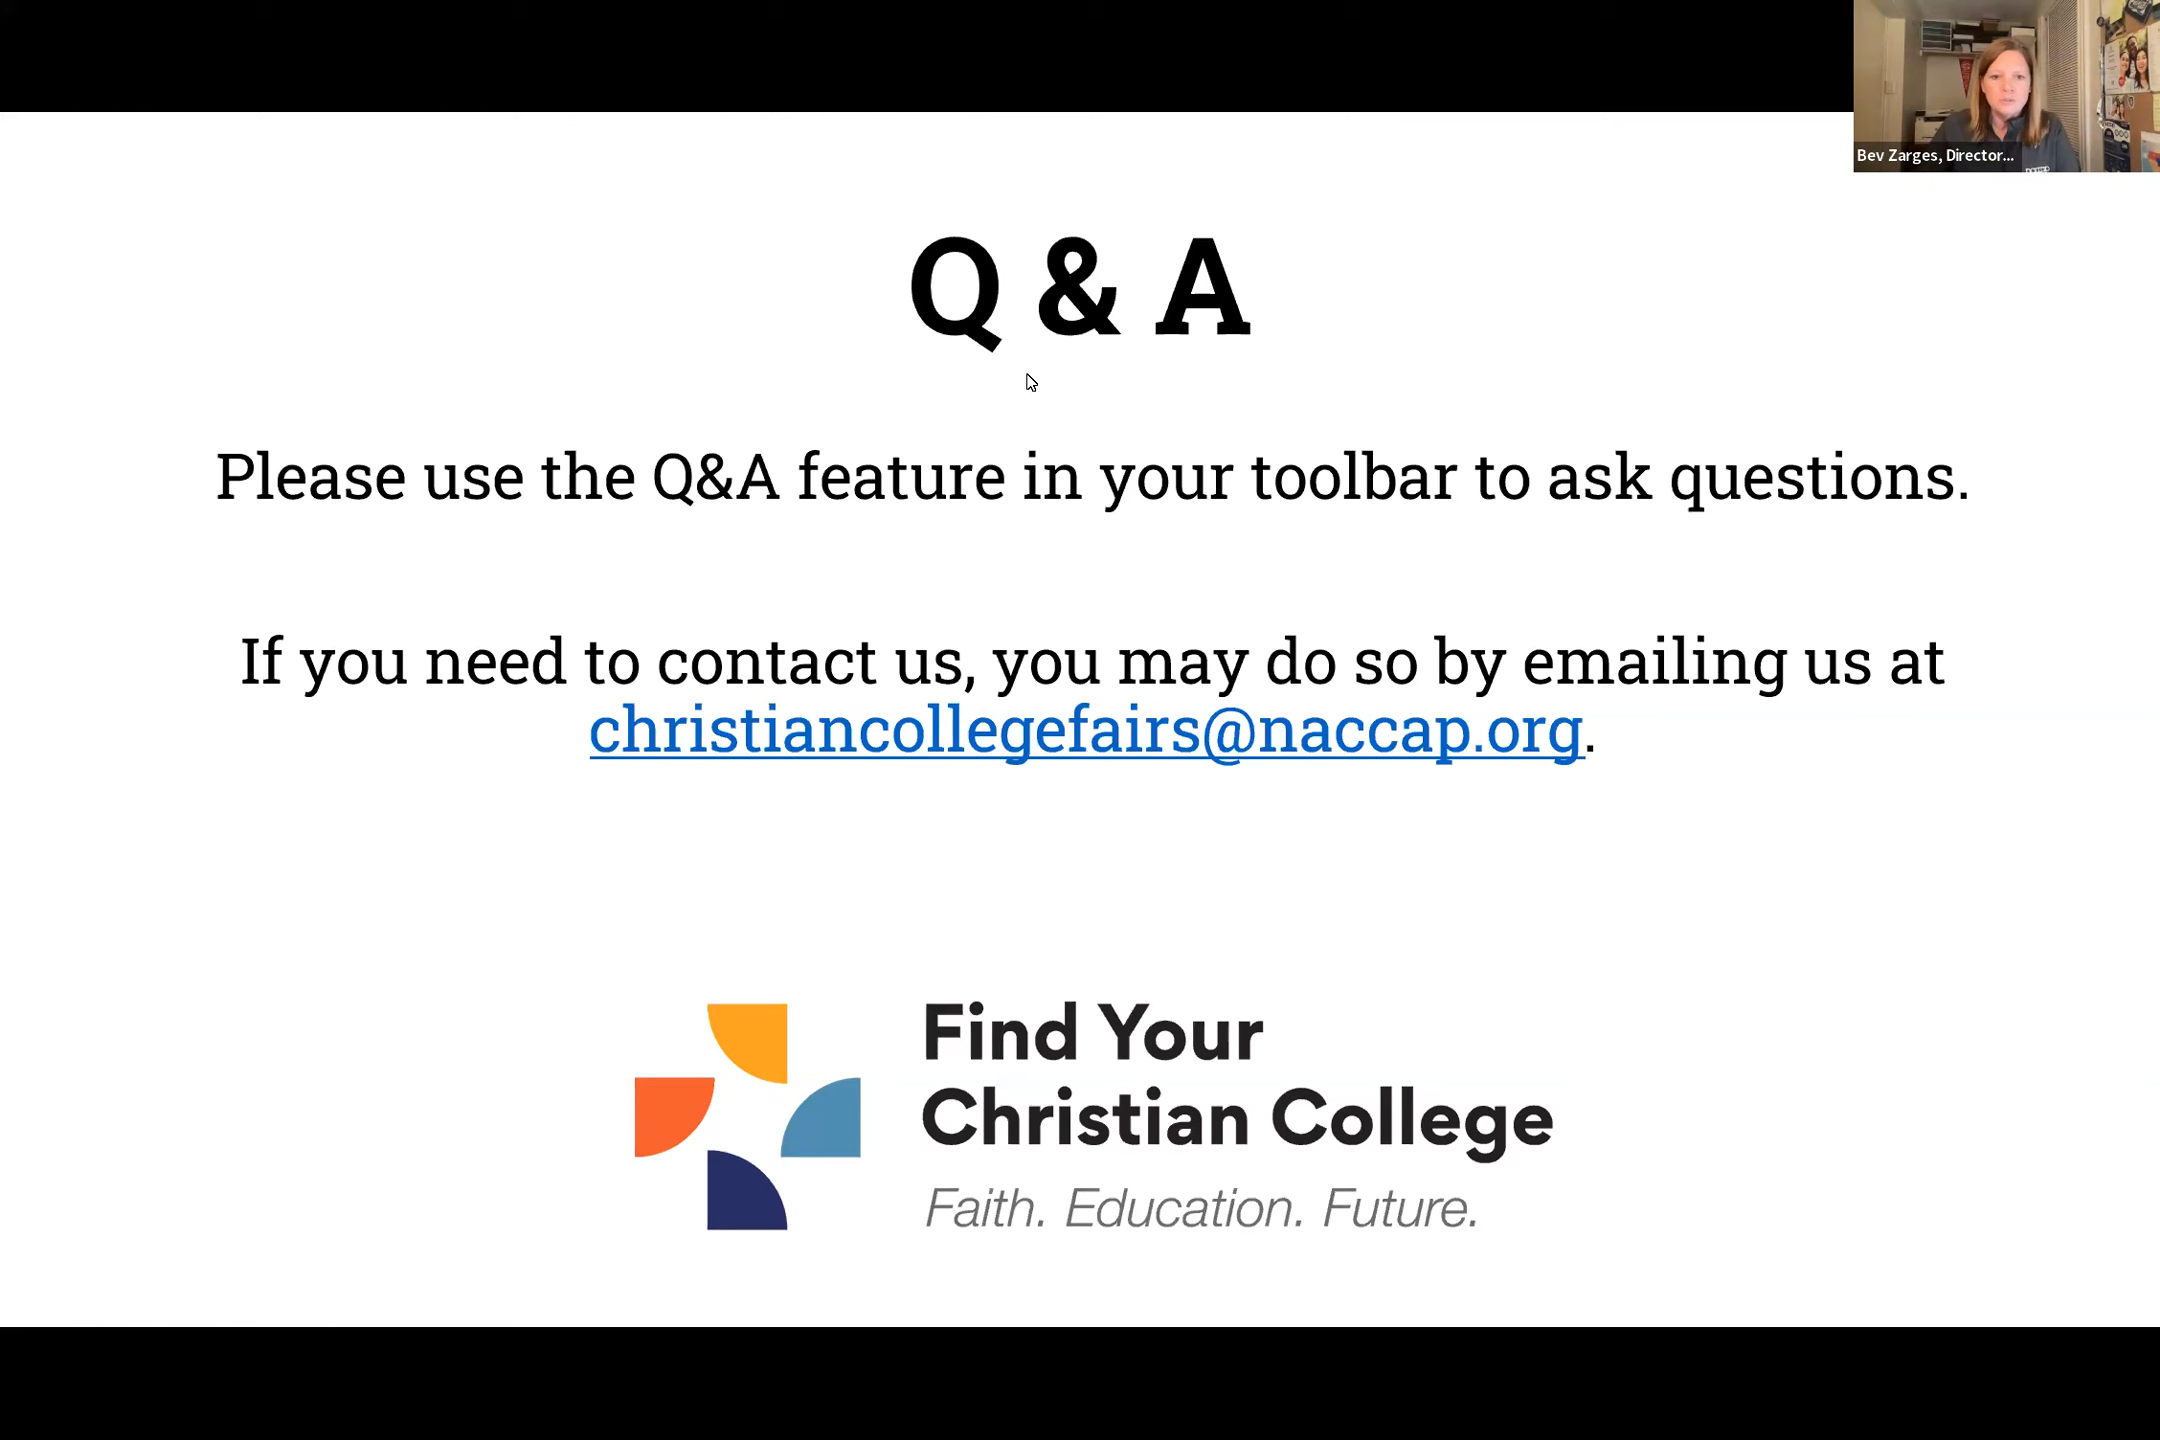 Bev Zarges, Director...
Q & A
Please use the Q&A feature in your toolbar to ask questions.
If you need to contact us, you may do so by emailing us at
christiancollegefairs@naccap.org.
Find Your
Christian College
Faith. Education. Future.